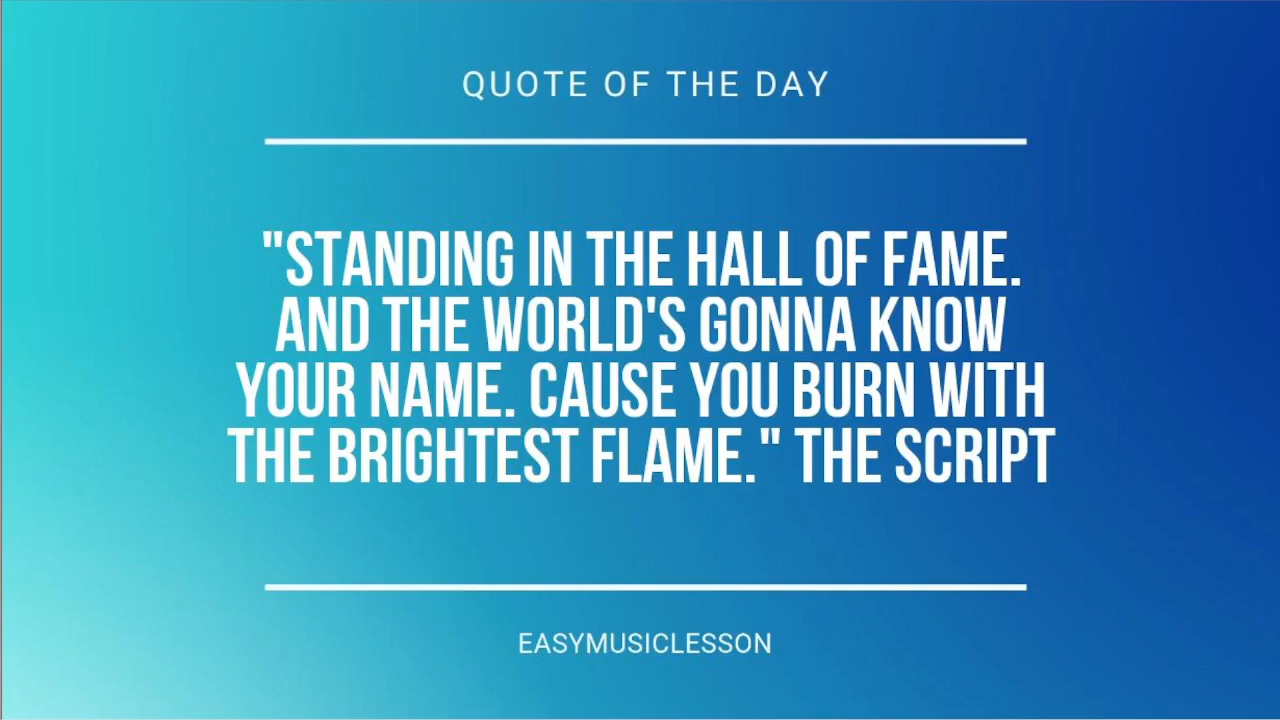 QUOTE OF THE DAY
"STANDING IN THE HALL OF FAME.
AND THE WORLD'S GONNA KNOW
YOUR NAME. CAUSE YOU BURN WITH
THE BRIGHTEST FLAME." THE SCRIPT
EASYMUSICLESSON